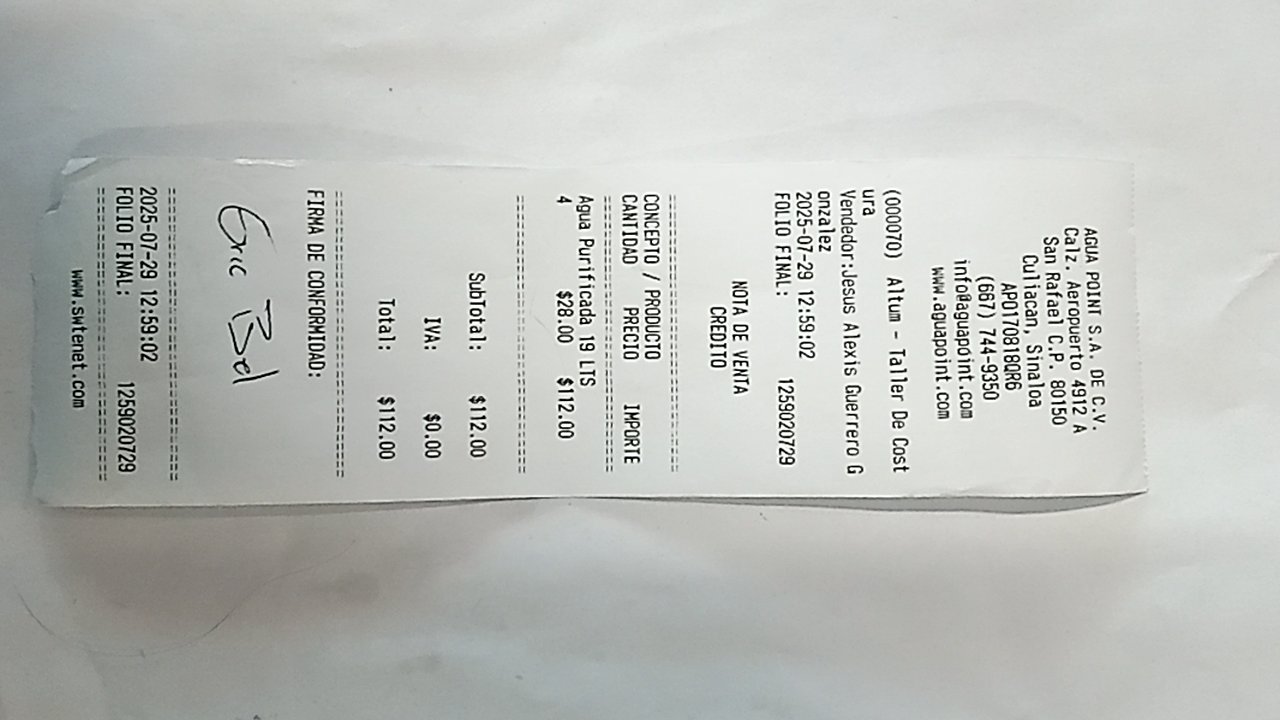 AGUA POINT S.A. DE C.V.
Calz. Aeropuerto 4912 A
San Rafael C.P. 80150
Culiacan, Sinaloa
APO170818QR6
(667) 744-9350
info@aguapoint.com
www.aguapoint.com
(000070) Altum - Taller De Cost
ura
Vendedor:Jesus Alexis Guerrero G
onzalez
2025-07-29 12:59:02
FOLIO FINAL: 1259020729
NOTA DE VENTA
CREDITO
================================
CONCEPTO / PRODUCTO
CANTIDAD PRECIO IMPORTE
================================
Agua Purificada 19 LTS
4 $28.00 $112.00
================================
SubTotal: $112.00
IVA: $0.00
Total: $112.00
================================
FIRMA DE CONFORMIDAD:
Eric
================================
2025-07-29 12:59:02
FOLIO FINAL: 1259020729
================================
www.swtenet.com